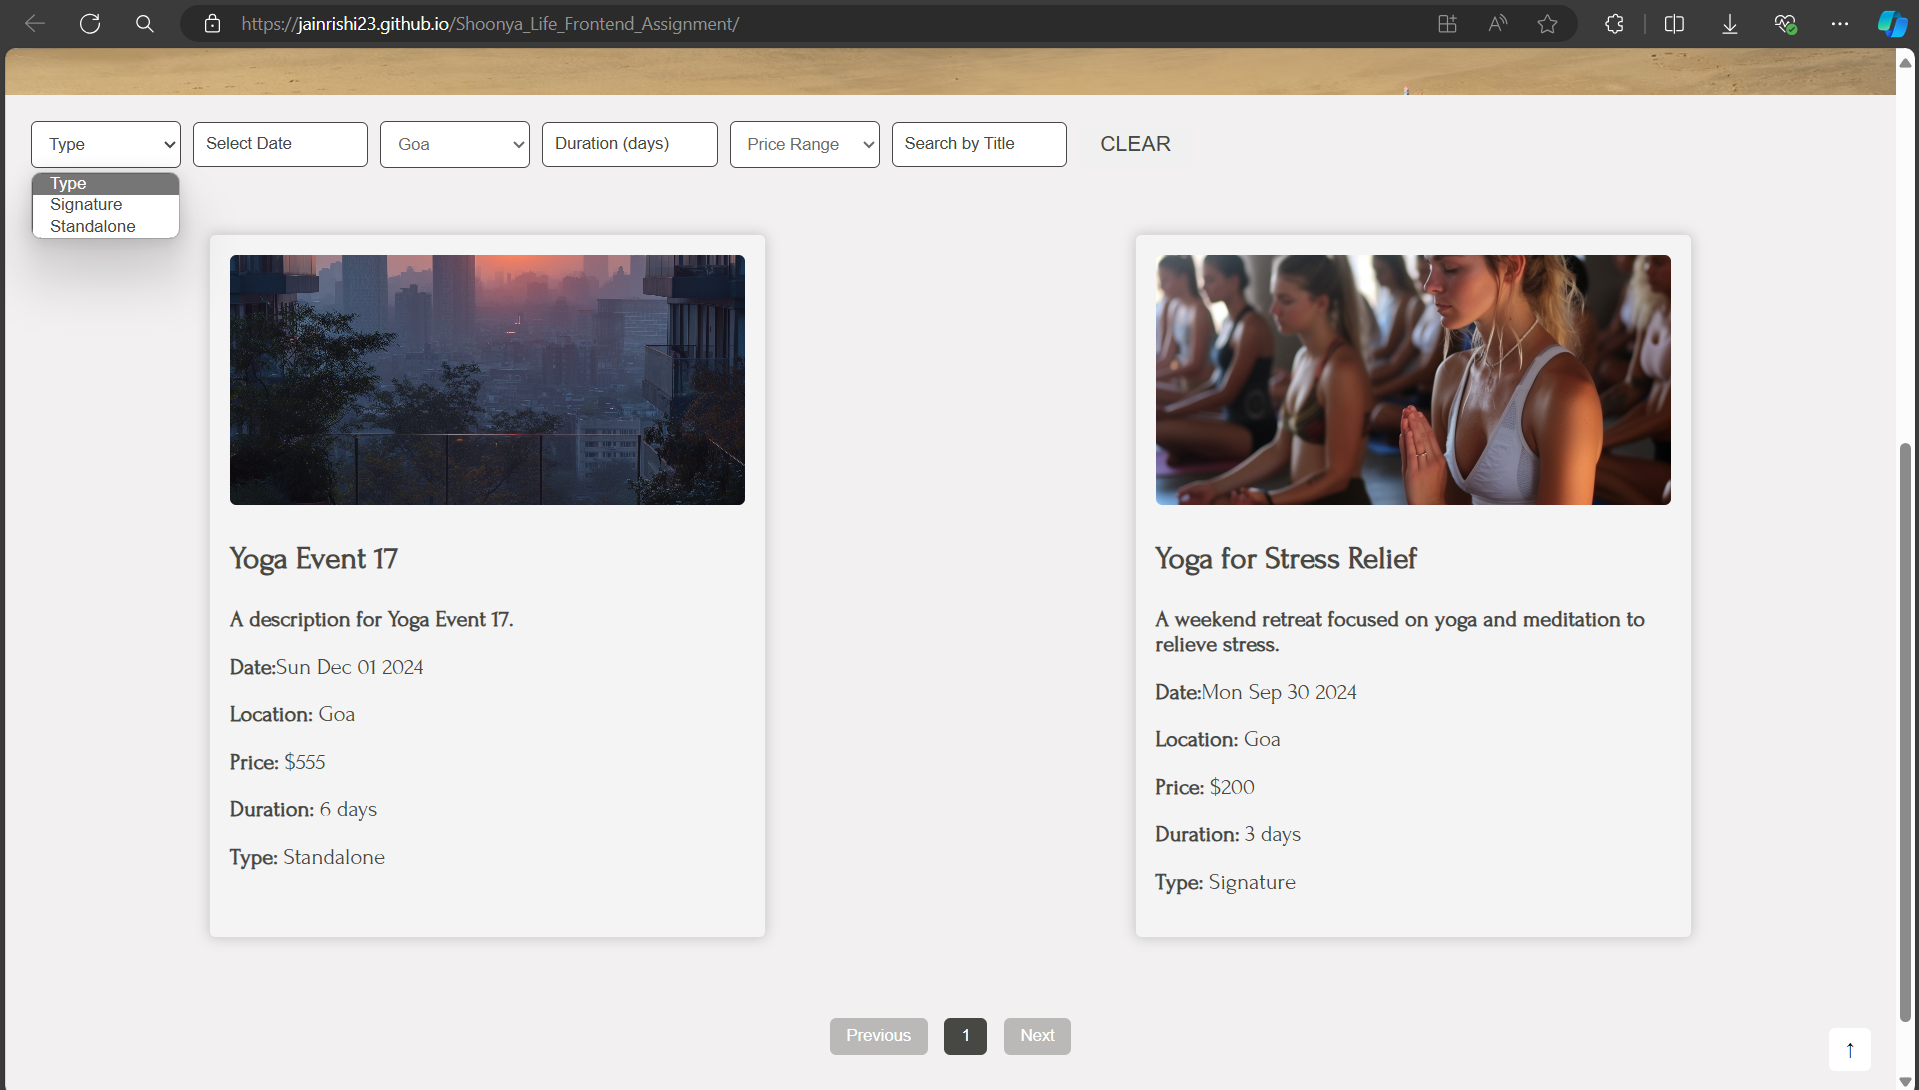 https://jainrishi23.github.io/Shoonya_Life_Frontend_Assignment/
Type
Select Date
Goa
Duration (days)
Price Range
Search by Title
CLEAR
Type
Signature
Standalone
Yoga Event 17
A description for Yoga Event 17.
Date:Sun Dec 01 2024
Location: Goa
Price: $555
Duration: 6 days
Type: Standalone
Yoga for Stress Relief
A weekend retreat focused on yoga and meditation to
relieve stress.
Date:Mon Sep 30 2024
Location: Goa
Price: $200
Duration: 3 days
Type: Signature
Previous
1
Next
↑